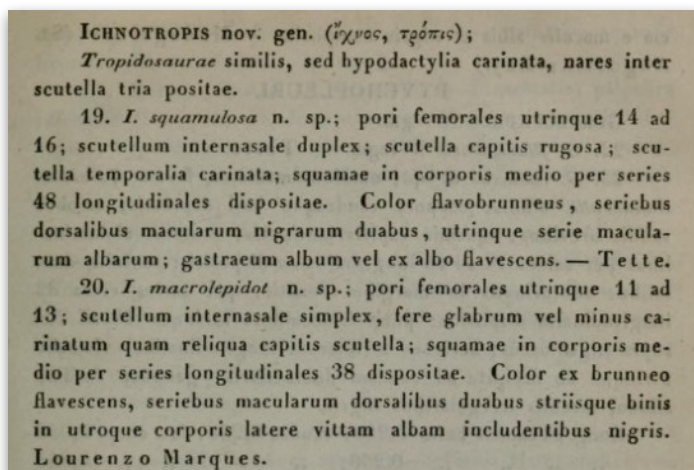 ICHNOTROPIS nov. gen. (ἴχνος, τρόπις);
Tropidosaurae similis, sed hypodactylia carinata, nares inter
scutella tria positae.
19. I. squamulosa n. sp.; pori femorales utrinque 14 ad
16; scutellum internasale duplex; scutella capitis rugosa; scu-
tella temporalia carinata; squamae in corporis medio per series
48 longitudinales dispositae. Color flavobrunneus, seriebus
dorsalibus macularum nigrarum duabus, utrinque serie macula-
rum albarum; gastraeum album vel ex albo flavescens. — Tette.
20. I. macrolepidot n. sp.; pori femorales utrinque 11 ad
13; scutellum internasale simplex, fere glabrum vel minus ca-
rinatum quam reliqua capitis scutella; squamae in corporis me-
dio per series longitudinales 38 dispositae. Color ex brunneo
flavescens, seriebus macularum dorsalibus duabus striisque binis
in utroque corporis latere vittam albam includentibus nigris.
Lourenzo Marques.